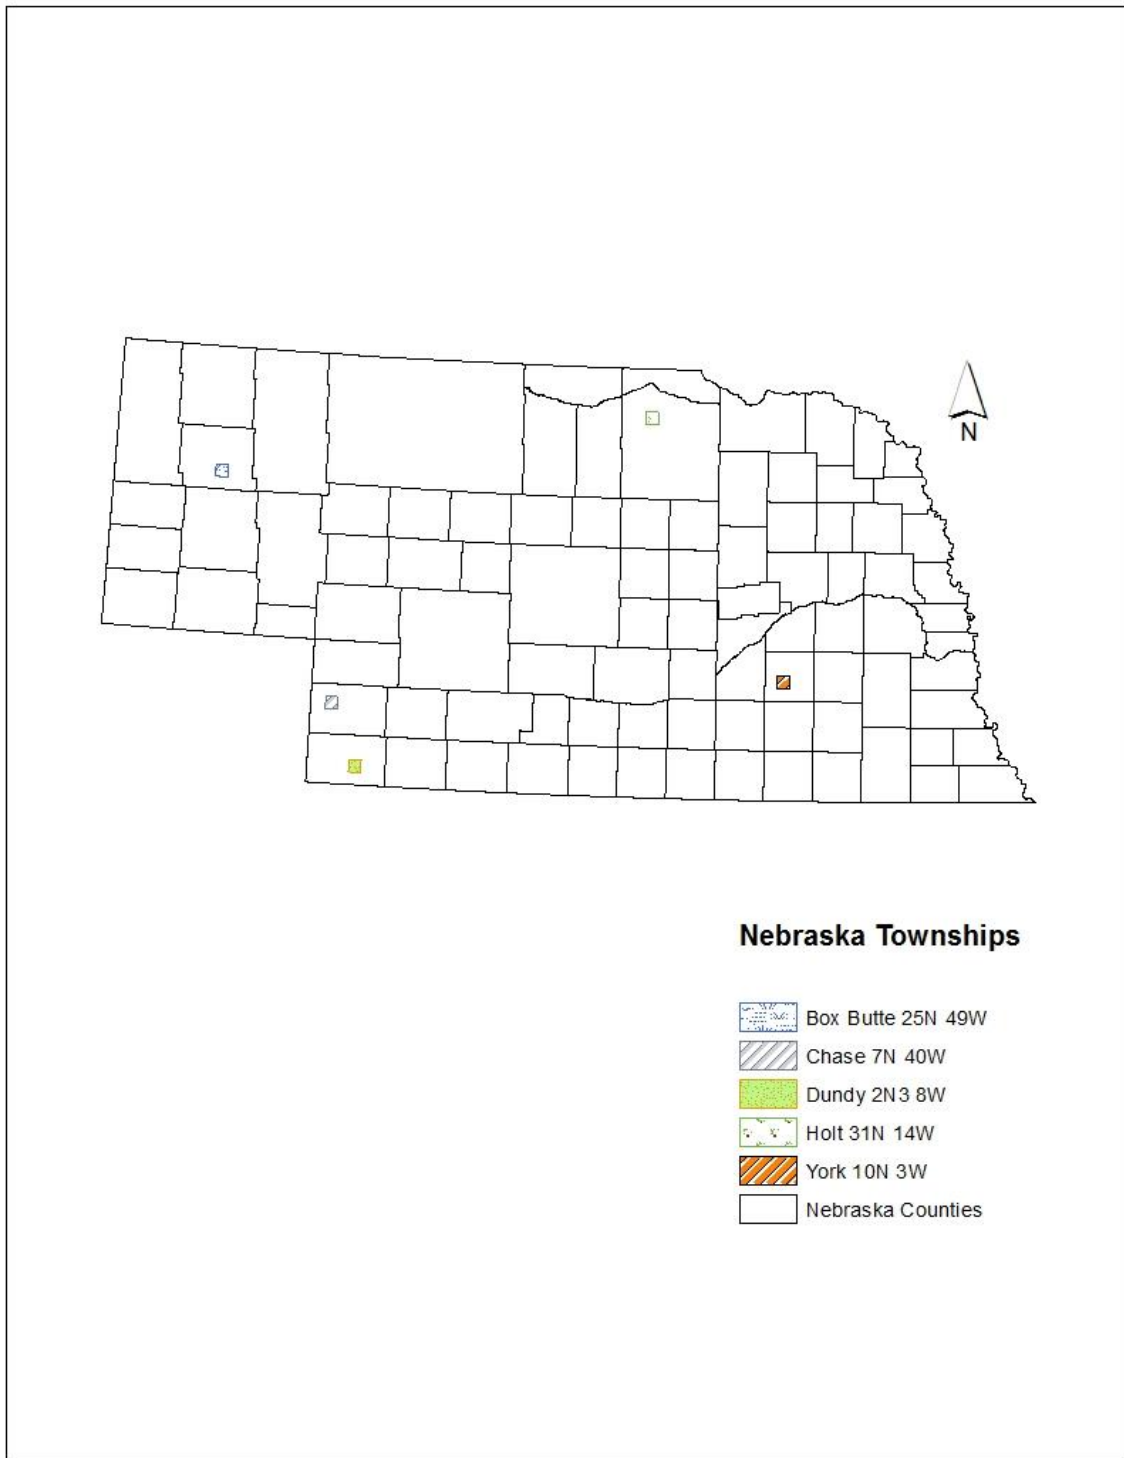 N
Nebraska Townships
Box Butte 25N 49W
Chase 7N 40W
Dundy 2N3 8W
Holt 31N 14W
York 10N 3W
Nebraska Counties